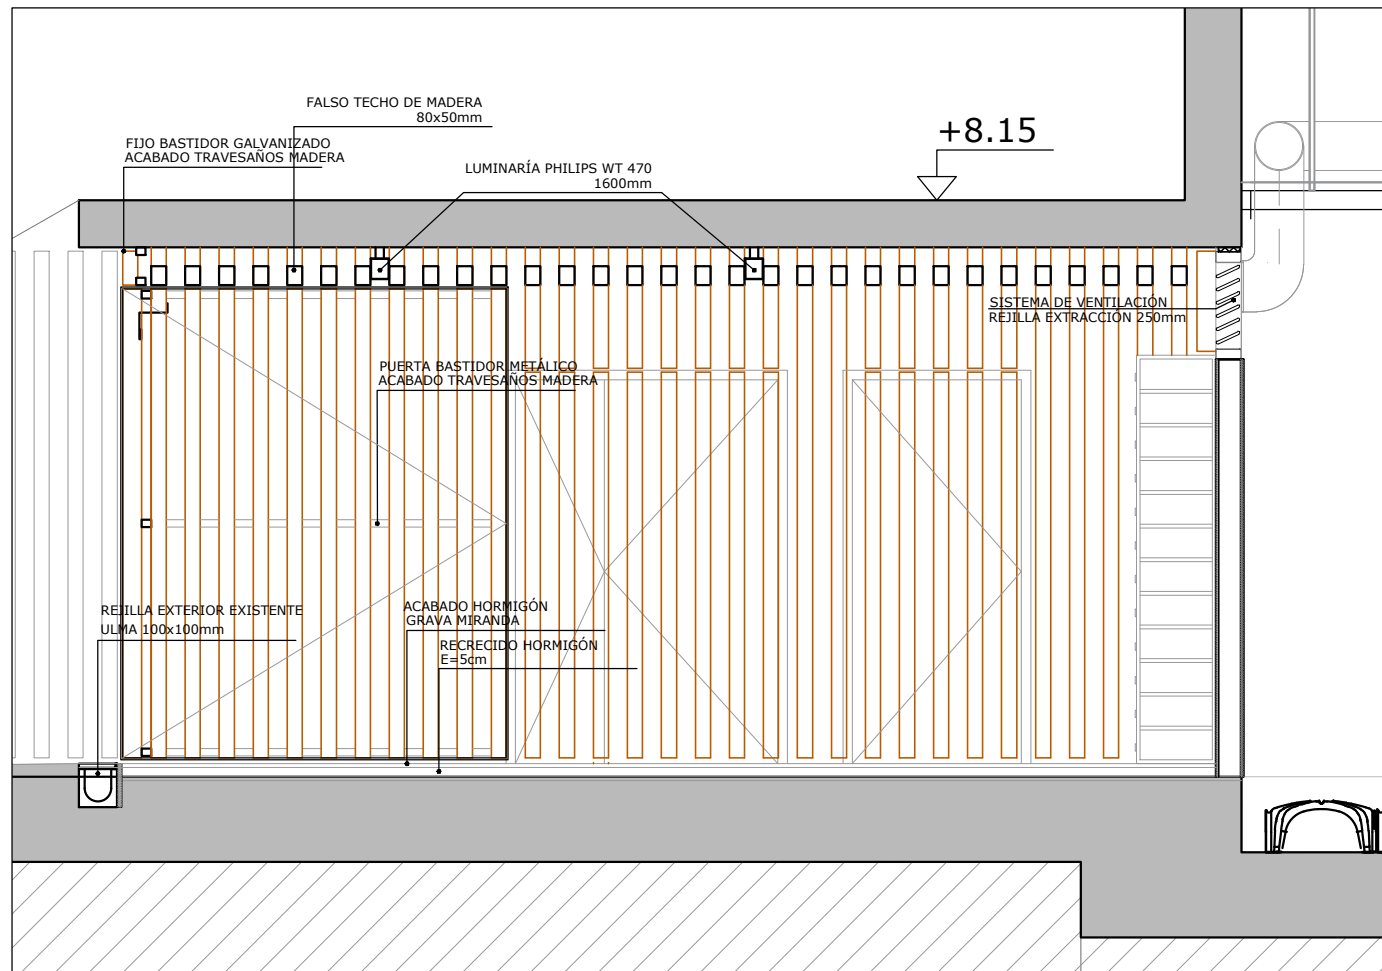 FALSO TECHO DE MADERA
80x50mm
+8.15
FIJO BASTIDOR GALVANIZADO
ACABADO TRAVESAÑOS MADERA
LUMINARÍA PHILIPS WT 470
1600mm
SISTEMA DE VENTILACIÓN
REJILLA EXTRACCIÓN 250mm
PUERTA BASTIDOR METÁLICO
ACABADO TRAVESAÑOS MADERA
REJILLA EXTERIOR EXISTENTE
ULMA 100x100mm
ACABADO HORMIGÓN
GRAVA MIRANDA
RECRECIDO HORMIGÓN
E=5cm